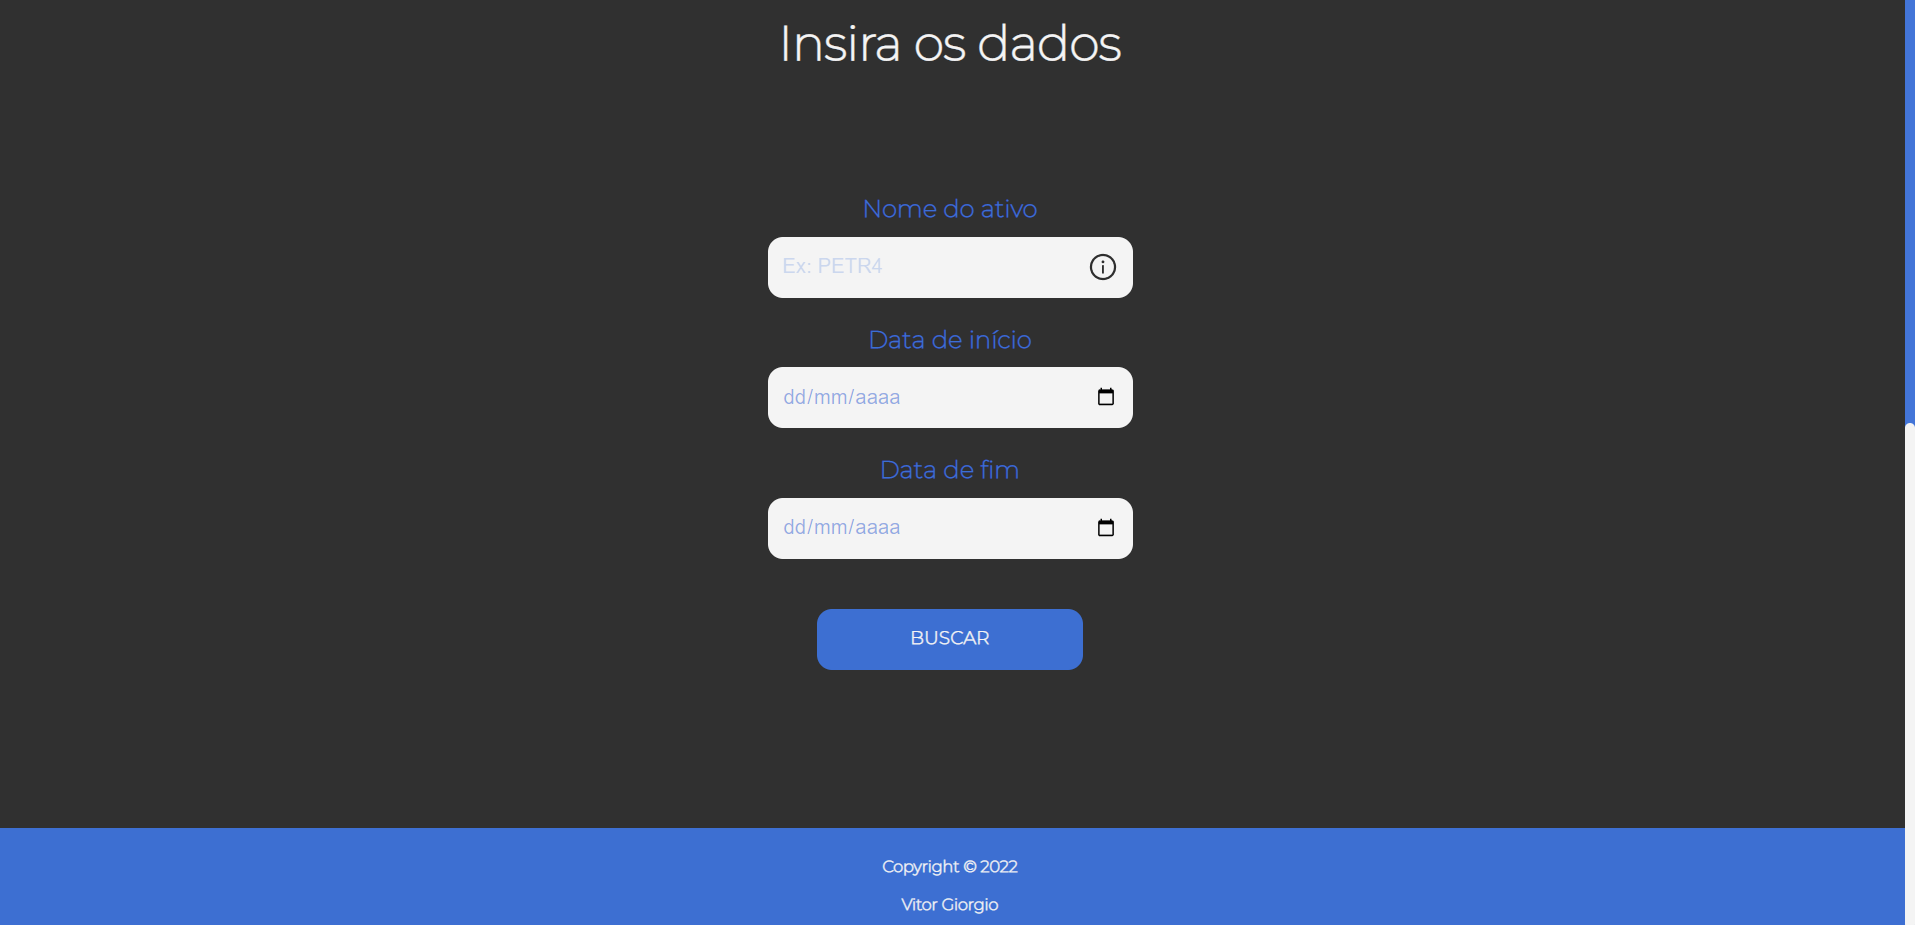 Insira os dados
Nome do ativo
Ex: PETR4
Data de início
dd/mm/aaaa
Data de fim
dd/mm/aaaa
BUSCAR
Copyright © 2022
Vitor Giorgio